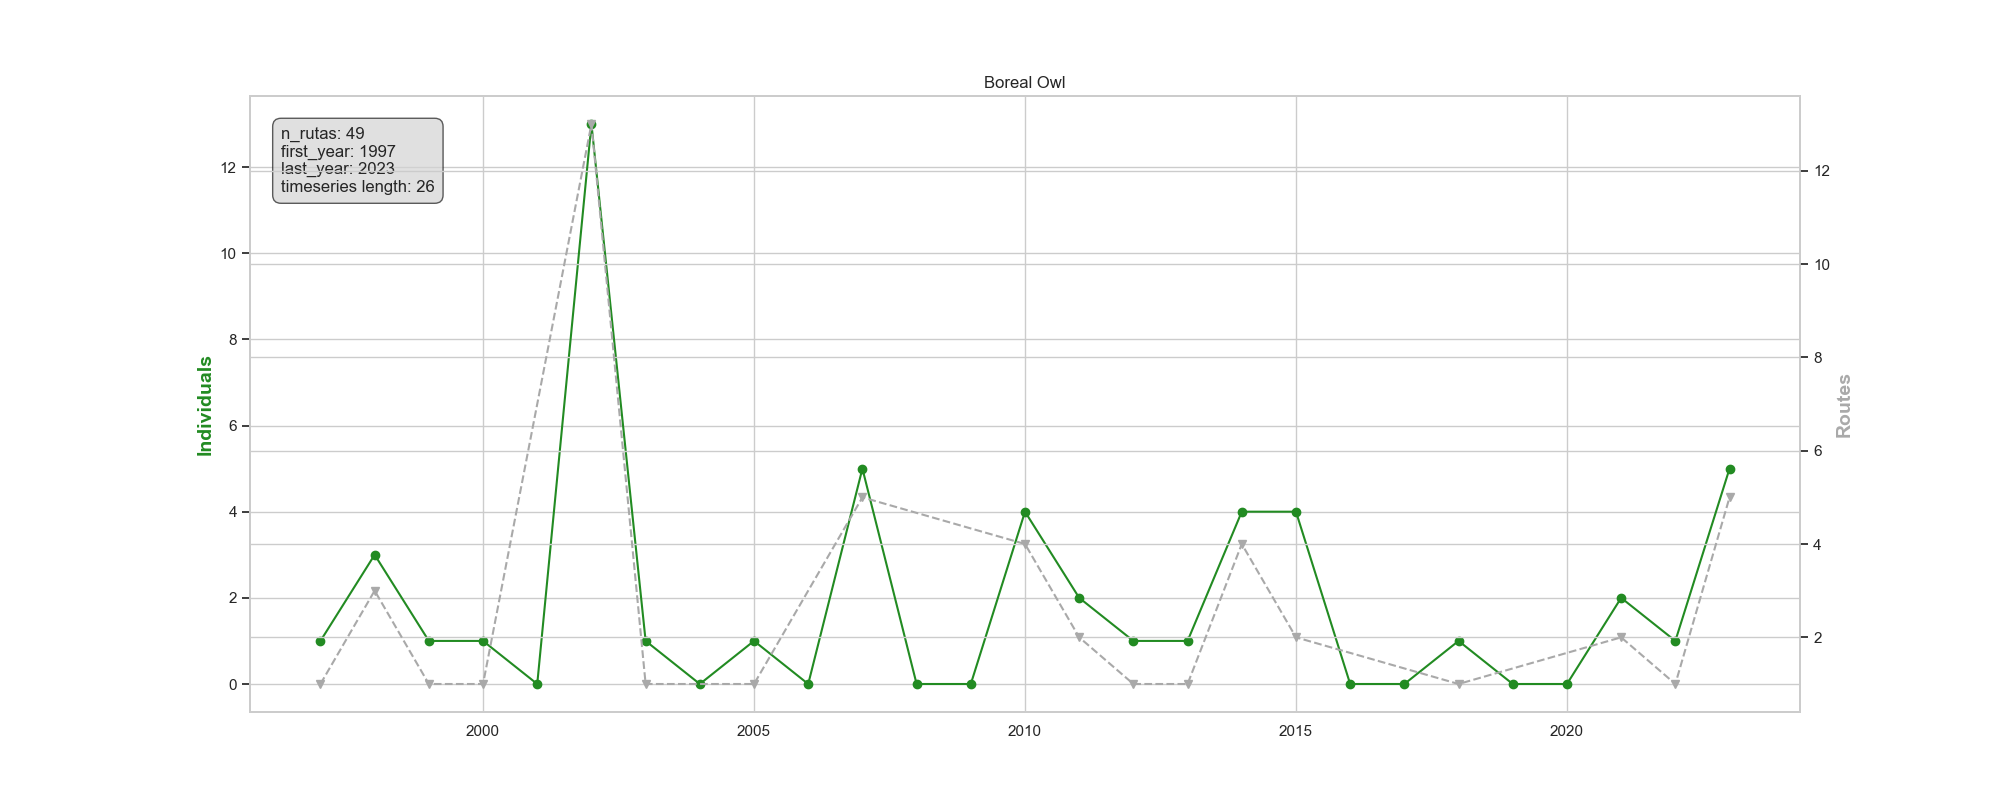 Boreal Owl
n_rutas: 49
first_year: 1997
last_year: 2023
timeseries length: 26
Individuals
12
10
8
6
4
2
0
Routes
12
10
8
6
4
2
2000 2005 2010 2015 2020